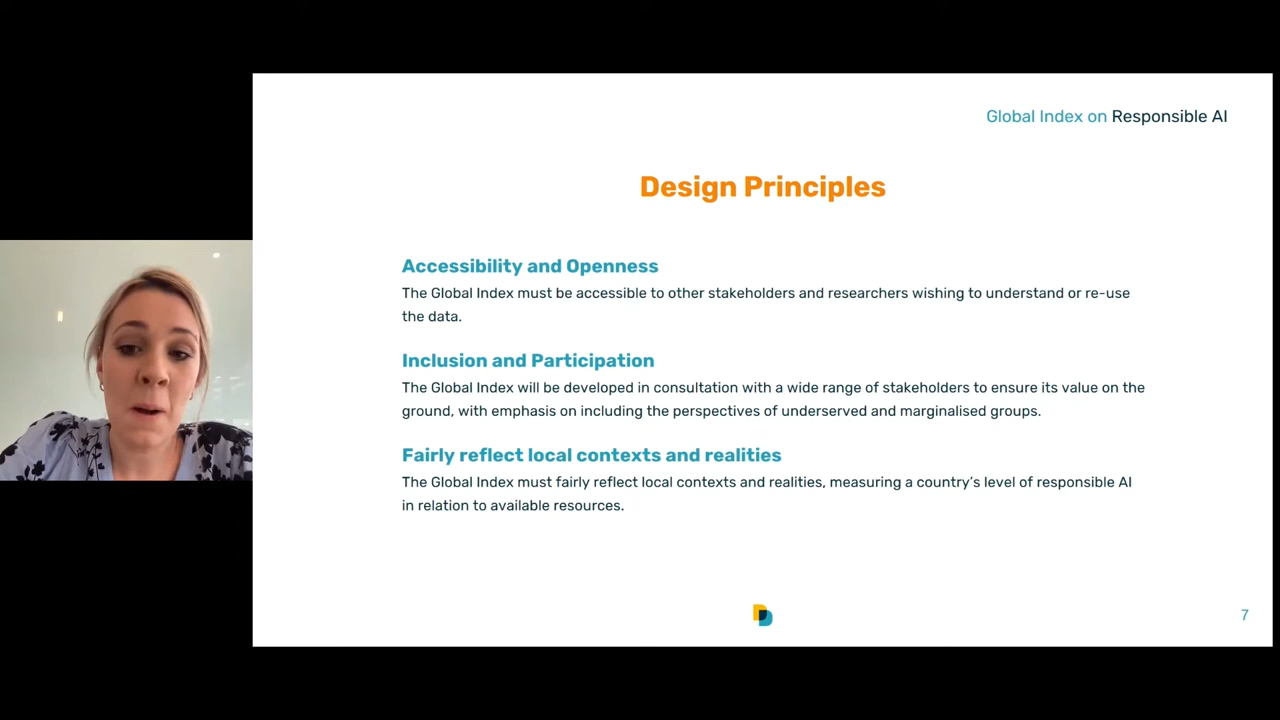 Global Index on Responsible AI
Design Principles
Accessibility and Openness
The Global Index must be accessible to other stakeholders and researchers wishing to understand or re-use
the data.
Inclusion and Participation
The Global Index will be developed in consultation with a wide range of stakeholders to ensure its value on the
ground, with emphasis on including the perspectives of underserved and marginalised groups.
Fairly reflect local contexts and realities
The Global Index must fairly reflect local contexts and realities, measuring a country’s level of responsible AI
in relation to available resources.
7